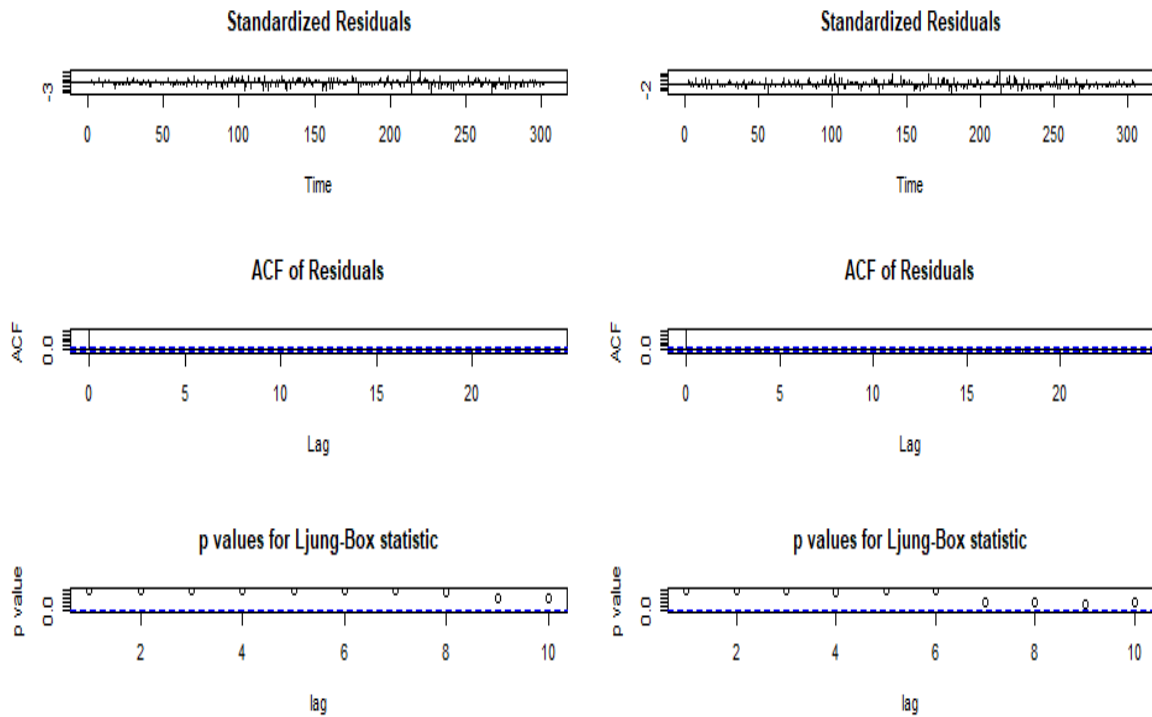 Standardized Residuals
-3
0 50 100 150 200 250 300
Time
ACF of Residuals
ACF
0.0
0 5 10 15 20
Lag
p values for Ljung-Box statistic
p value
0.0
2 4 6 8 10
lag
Standardized Residuals
-2
0 50 100 150 200 250 300
Time
ACF of Residuals
ACF
0.0
0 5 10 15 20
Lag
p values for Ljung-Box statistic
p value
0.0
2 4 6 8 10
lag